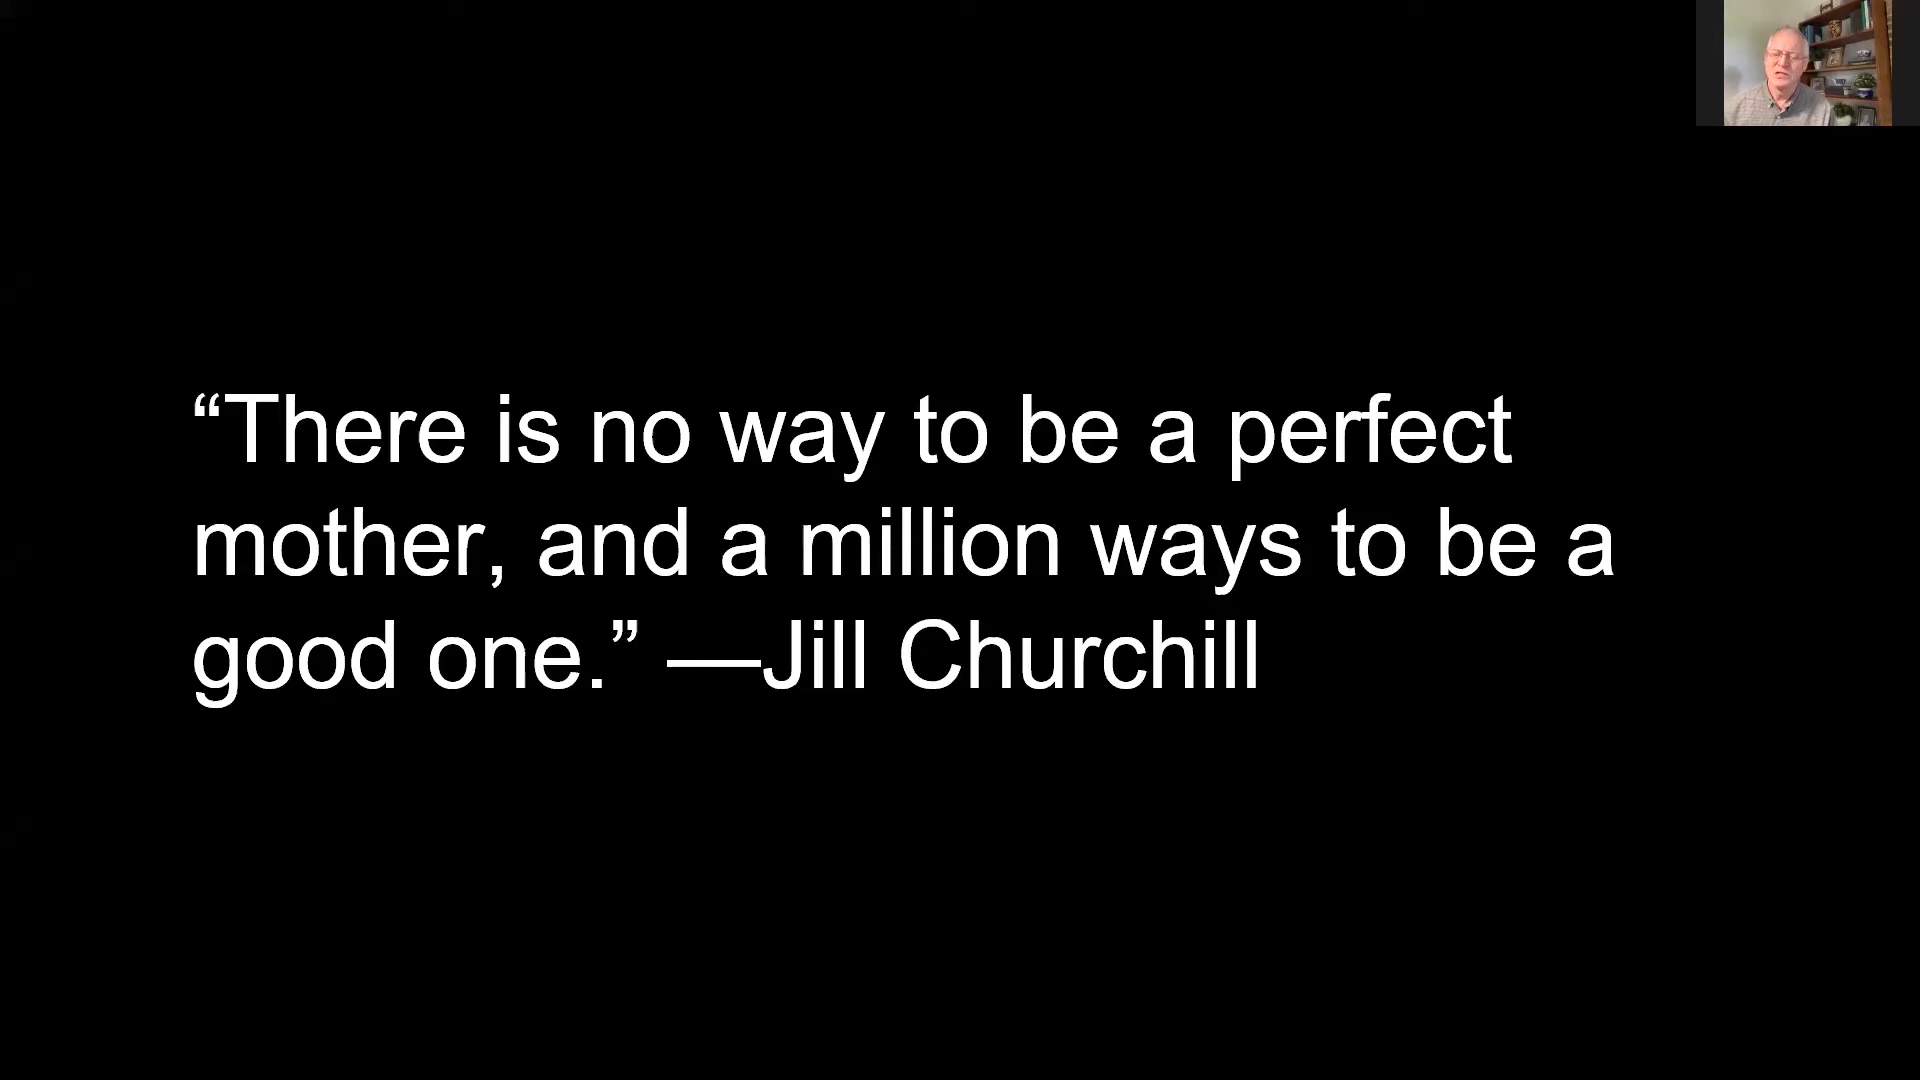 “There is no way to be a perfect
mother, and a million ways to be a
good one.” —Jill Churchill